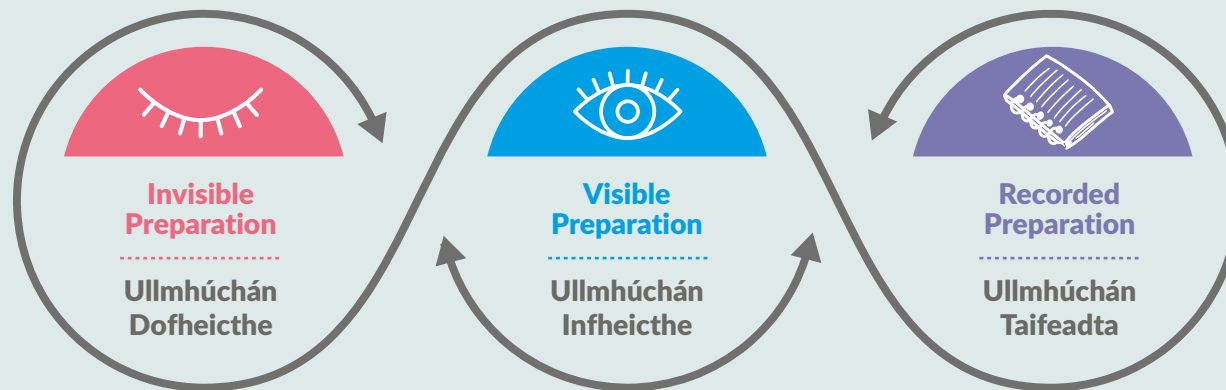 Invisible
Preparation
Ullmhúchán
Dofheicthe
Visible
Preparation
Ullmhúchán
Infheicthe
Recorded
Preparation
Ullmhúchán
Taifeadta